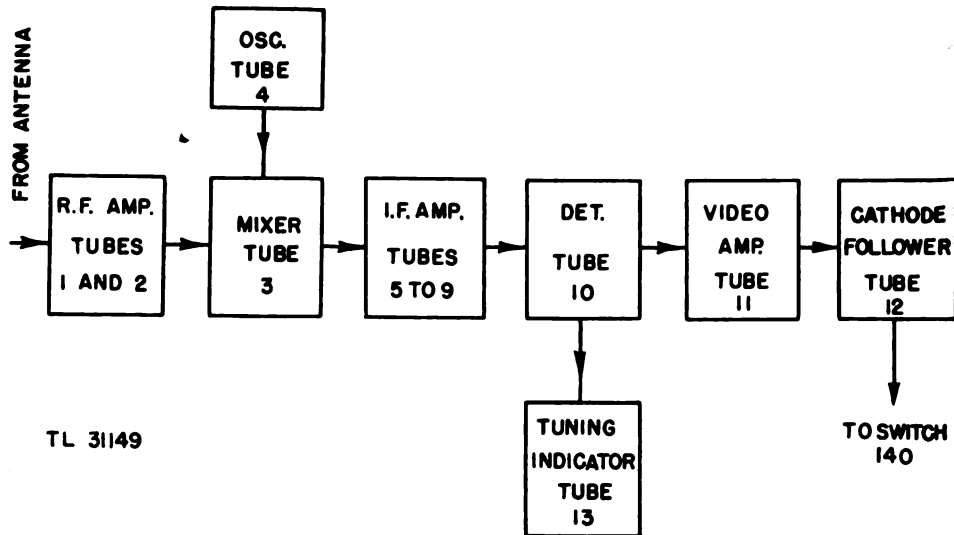 FROM ANTENNA
OSC.
TUBE
4
R.F. AMP.
TUBES
1 AND 2
MIXER
TUBE
3
I.F. AMP.
TUBES
5 TO 9
DET.
TUBE
10
VIDEO
AMP.
TUBE
11
CATHODE
FOLLOWER
TUBE
12
TUNING
INDICATOR
TUBE
13
TO SWITCH
140
TL 31149